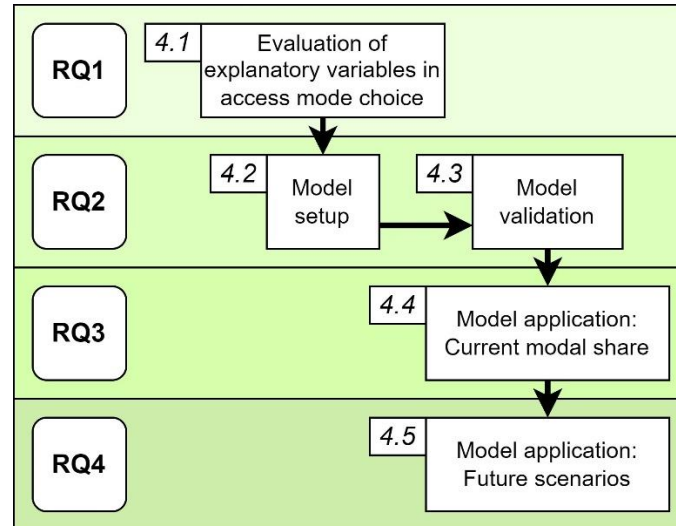 RQ1
4.1
Evaluation of
explanatory variables in
access mode choice
RQ2
4.2
Model
setup
4.3
Model
validation
RQ3
4.4
Model application:
Current modal share
RQ4
4.5
Model application:
Future scenarios